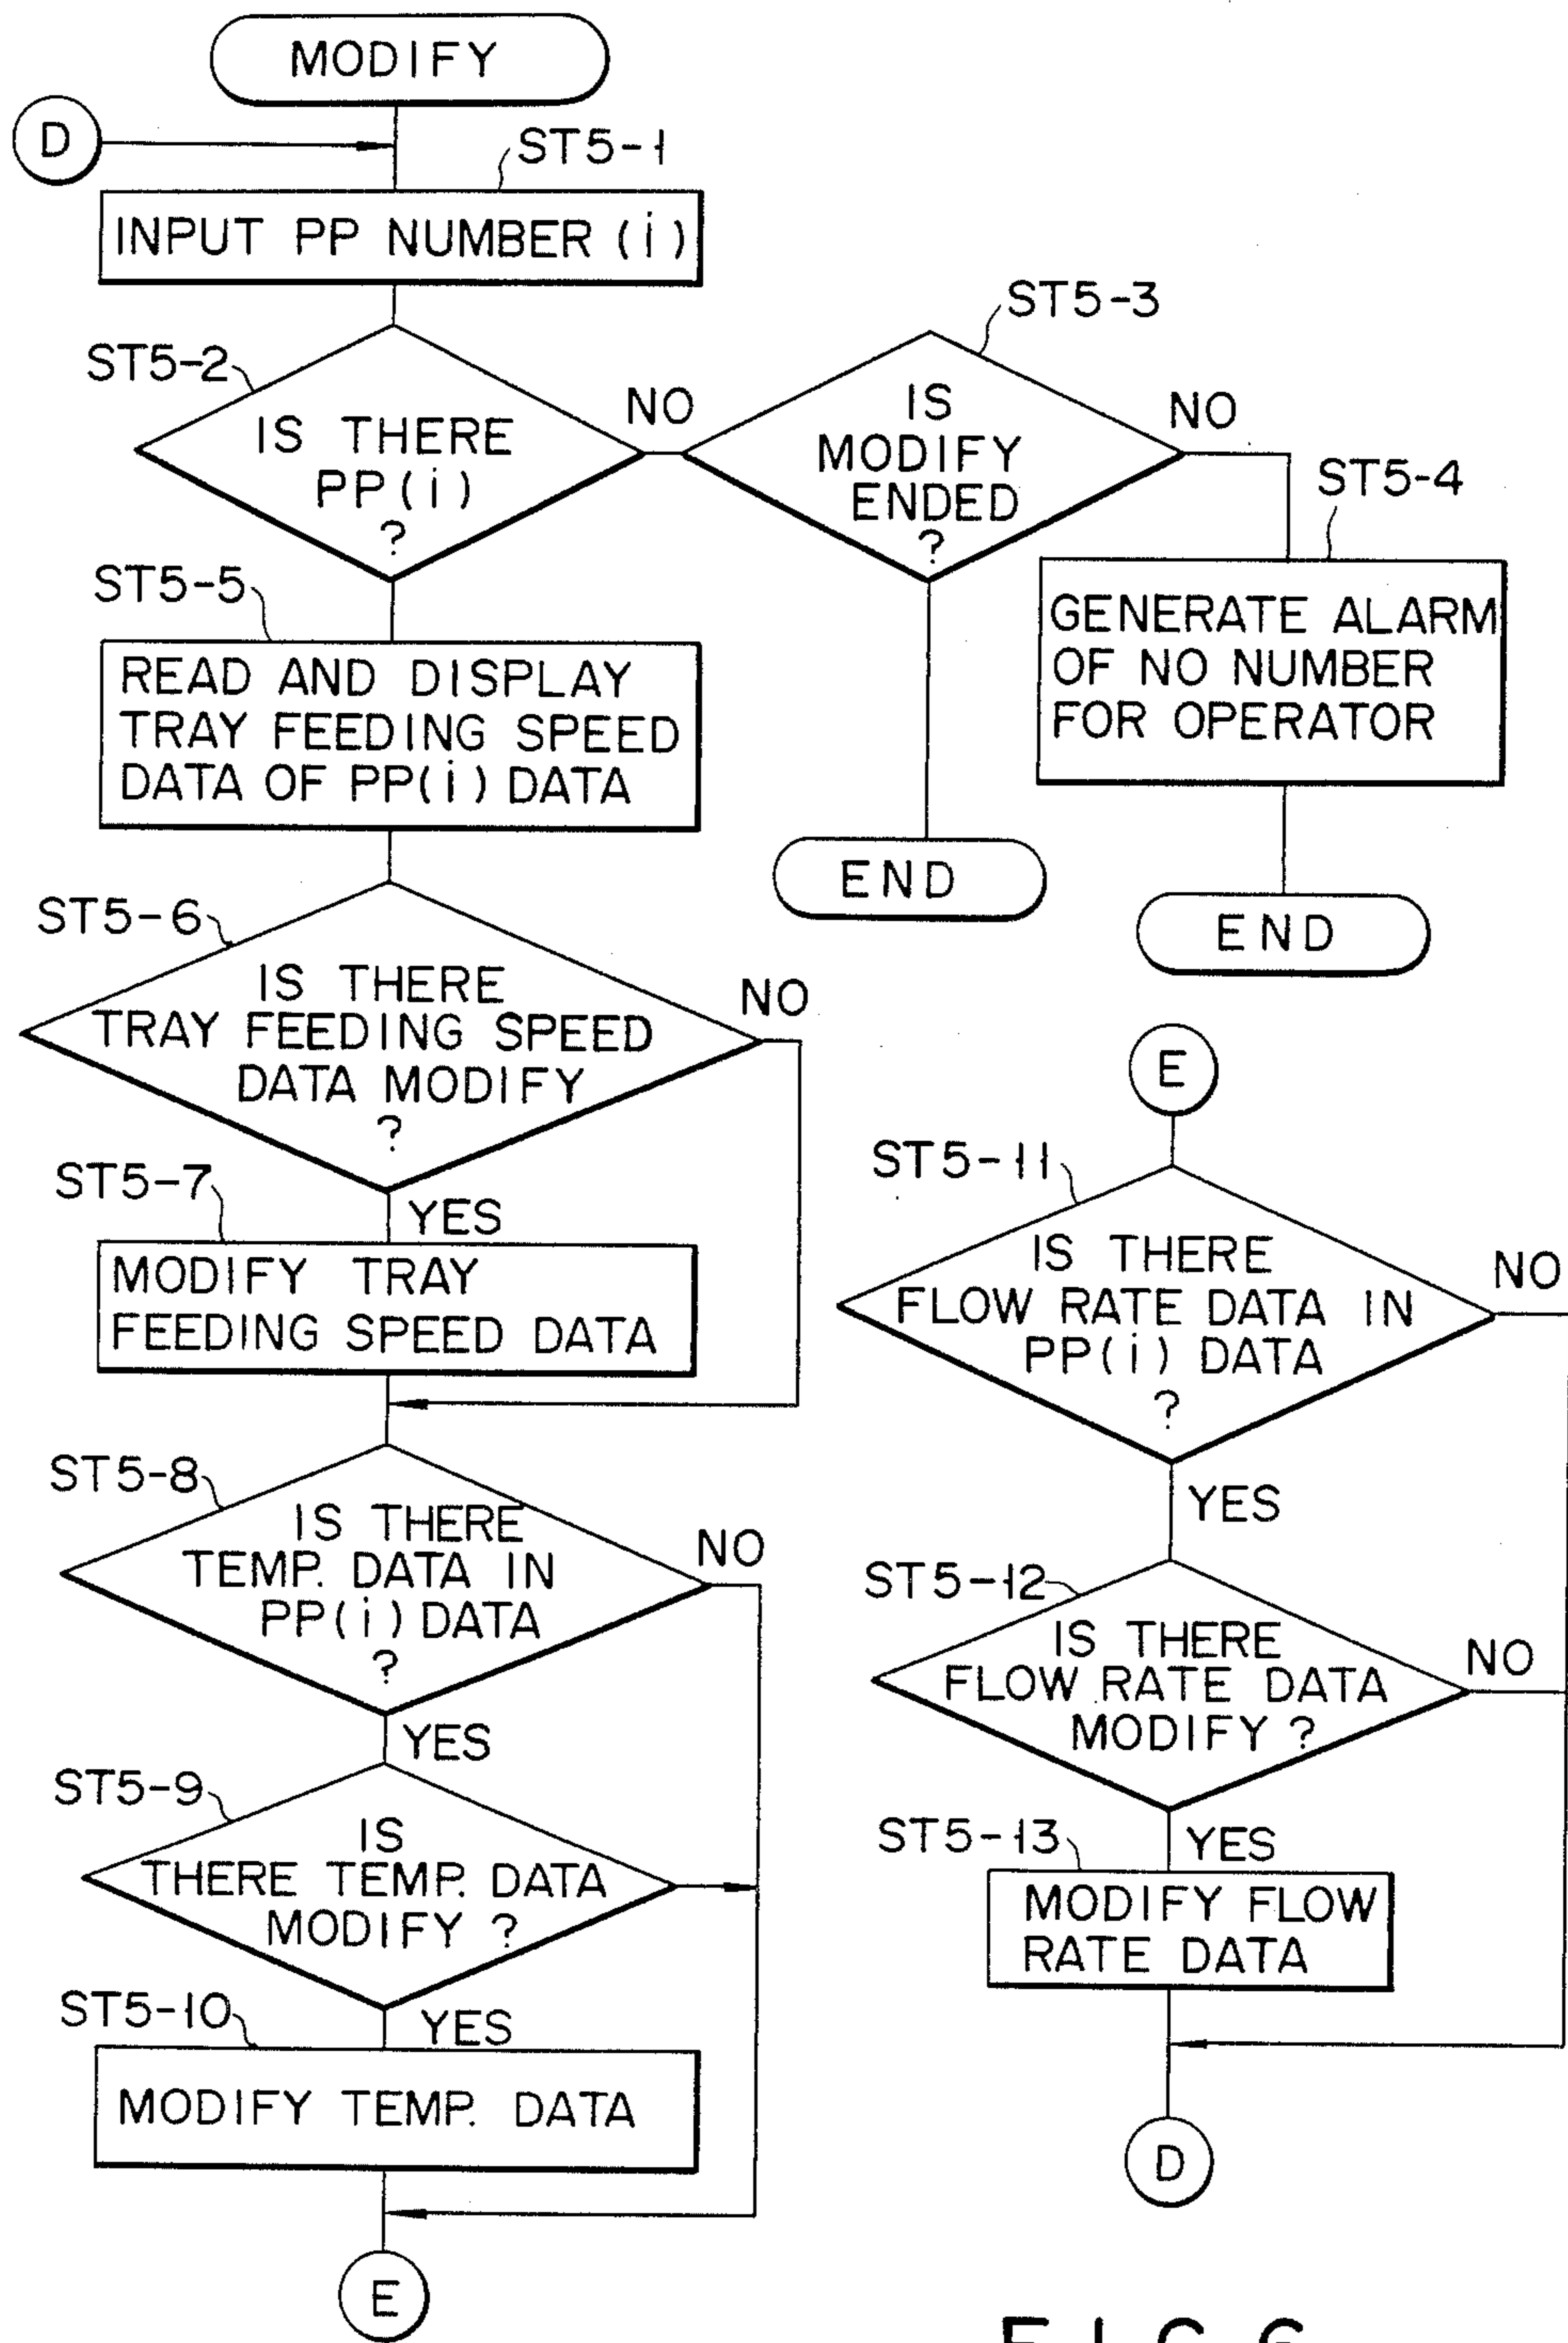 MODIFY
D
ST5-1
INPUT PP NUMBER (i)
ST5-2
IS THERE
PP(i)
?
NO
ST5-3
IS
MODIFY
ENDED
?
NO
ST5-4
GENERATE ALARM
OF NO NUMBER
FOR OPERATOR
END
END
ST5-5
READ AND DISPLAY
TRAY FEEDING SPEED
DATA OF PP(i) DATA
ST5-6
IS THERE
TRAY FEEDING SPEED
DATA MODIFY
?
NO
YES
ST5-7
MODIFY TRAY
FEEDING SPEED DATA
ST5-8
IS THERE
TEMP. DATA IN
PP(i) DATA
?
NO
YES
ST5-9
IS
THERE TEMP. DATA
MODIFY ?
YES
ST5-10
MODIFY TEMP. DATA
E
E
ST5-11
IS THERE
FLOW RATE DATA IN
PP(i) DATA
?
NO
YES
ST5-12
IS THERE
FLOW RATE DATA
MODIFY ?
NO
YES
ST5-13
MODIFY FLOW
RATE DATA
D